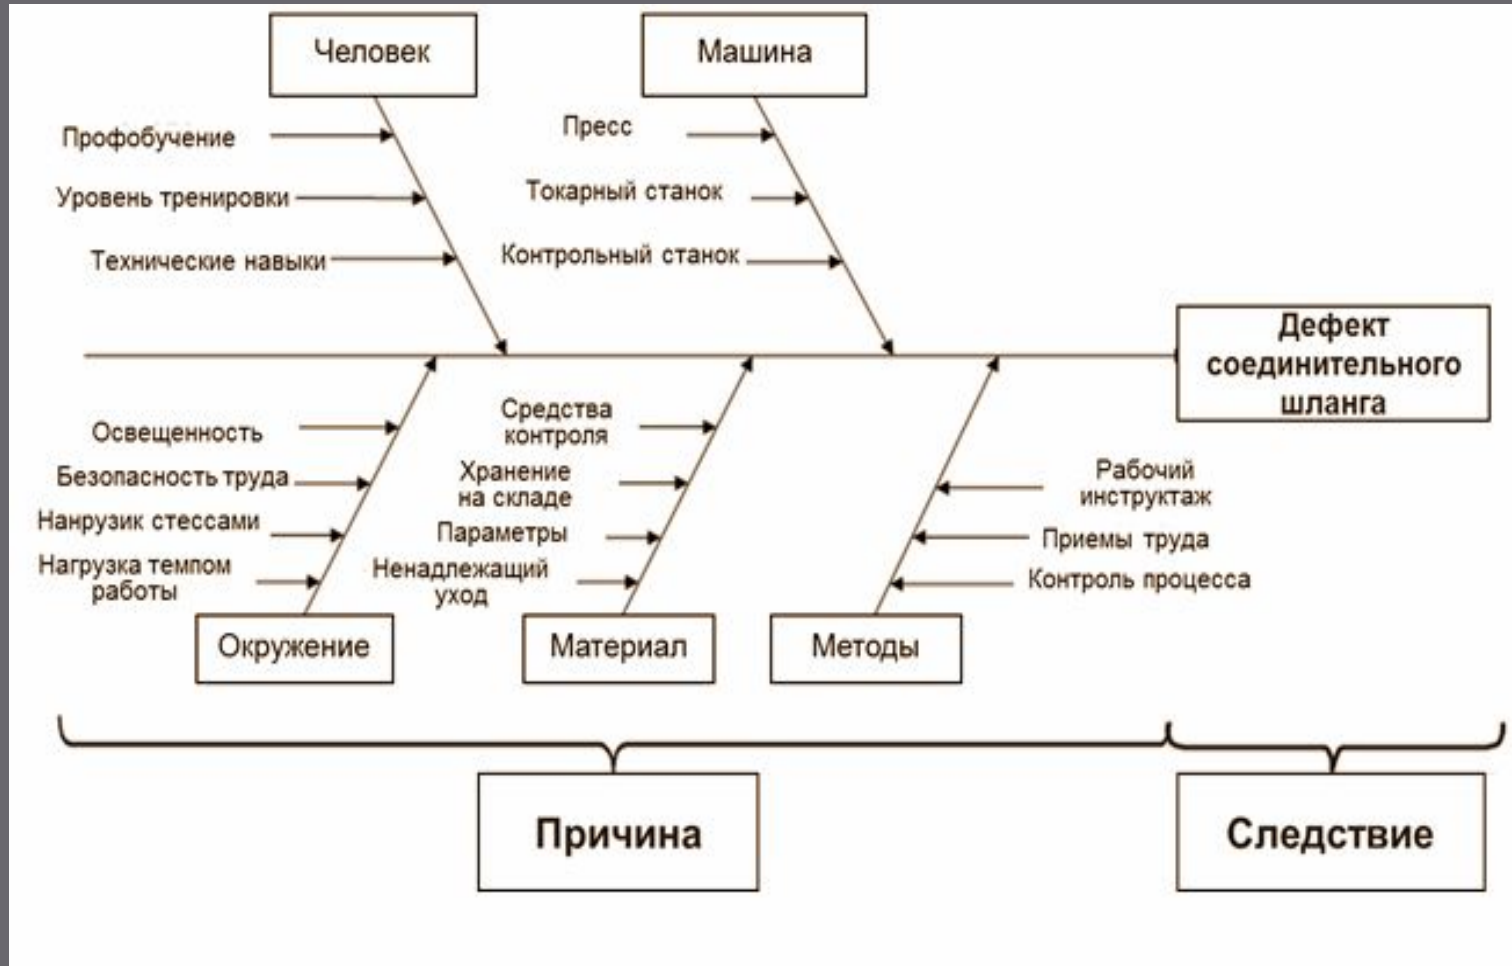 Человек
Машина
Профобучение
Уровень тренировки
Технические навыки
Пресс
Токарный станок
Контрольный станок
Дефект
соединительного
шланга
Освещенность
Безопасность труда
Нанрузик стессами
Нагрузка темпом
работы
Средства
контроля
Хранение
на складе
Параметры
Ненадлежащий
уход
Рабочий
инструктаж
Приемы труда
Контроль процесса
Окружение
Материал
Методы
Причина
Следствие